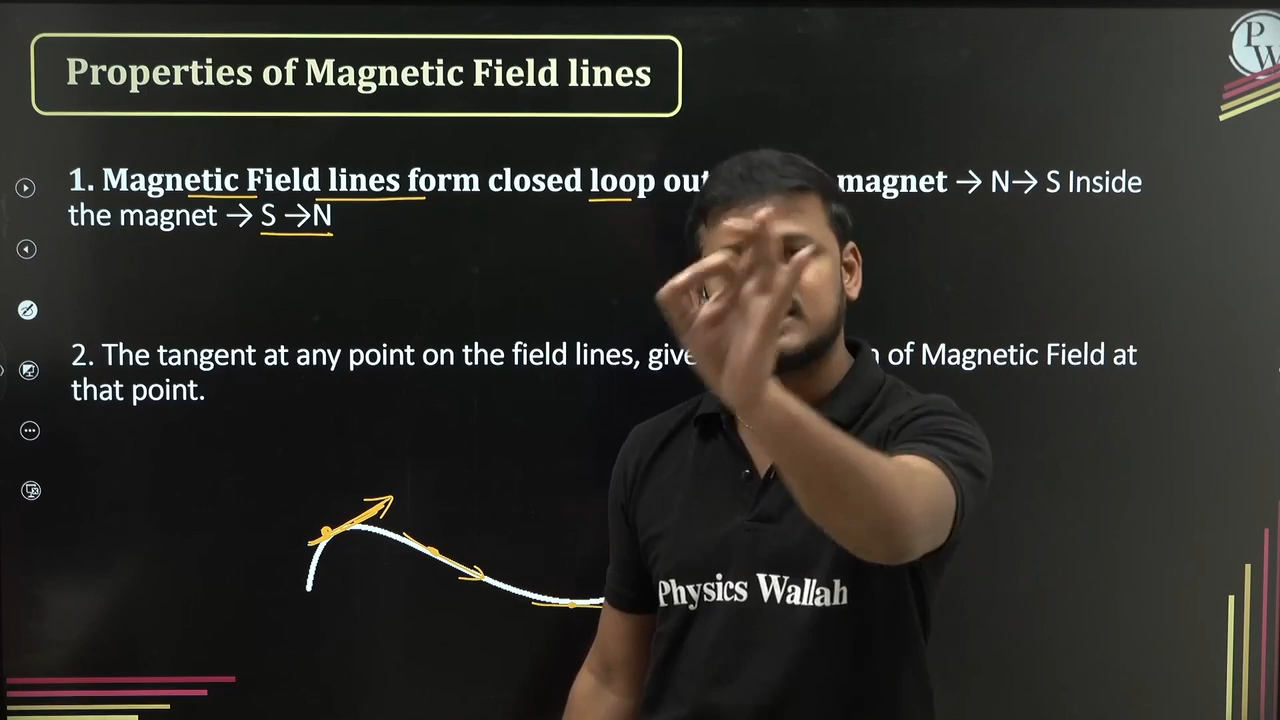 Properties of Magnetic Field lines
PW
1. Magnetic Field lines form closed loop out magnet → N→ S Inside
the magnet → S →N
2. The tangent at any point on the field lines, give of Magnetic Field at
that point.
Physics Wallah